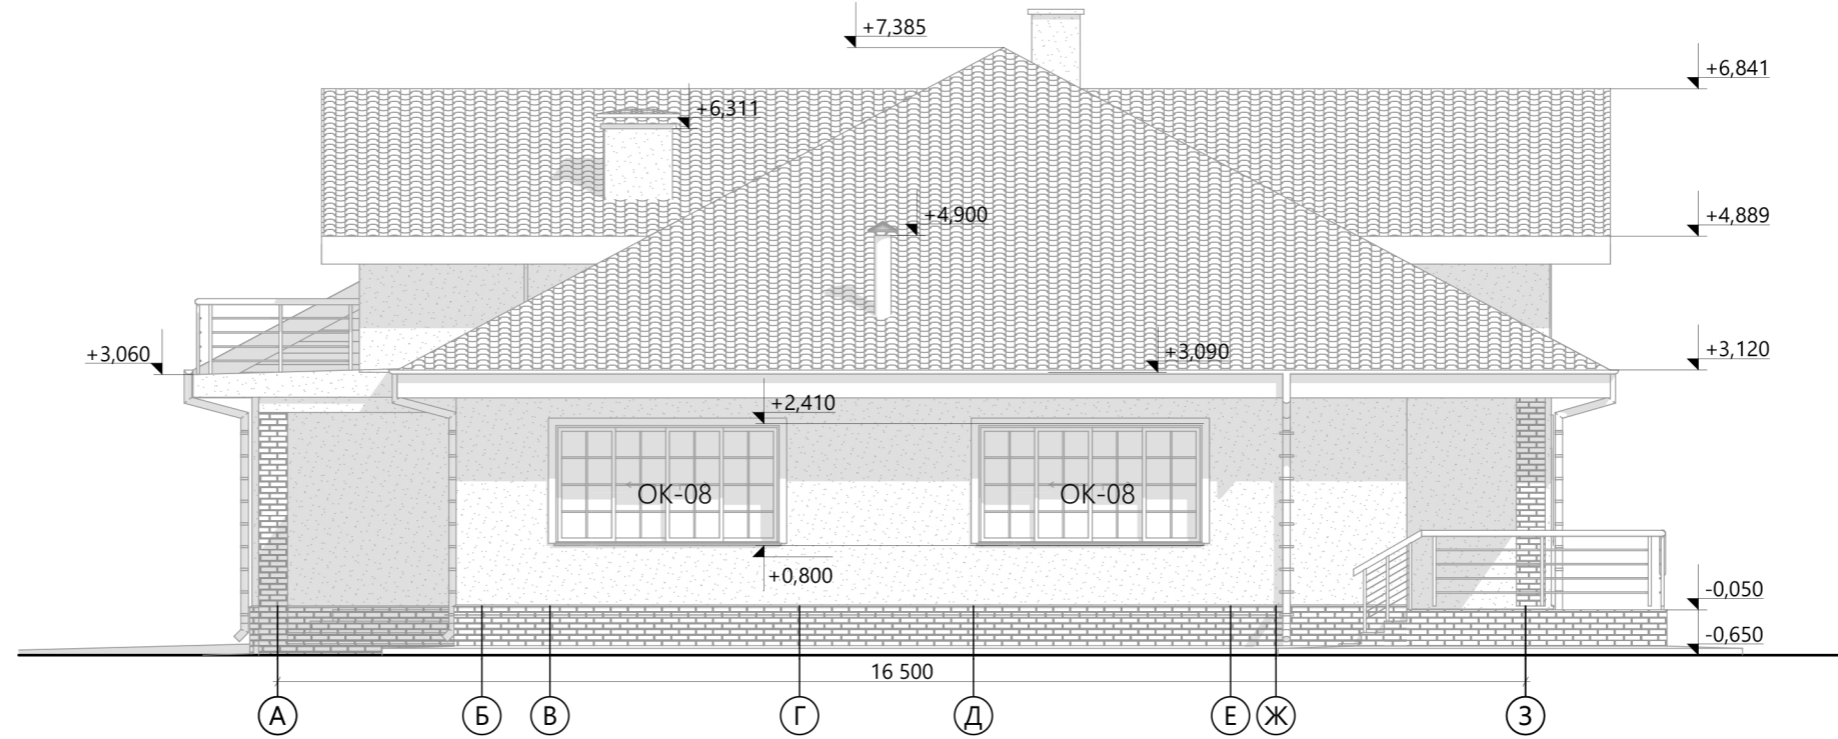 +7,385
+6,841
+6,311
+4,900
+4,889
+3,060
+3,090
+3,120
+2,410
ОК-08
ОК-08
+0,800
-0,050
-0,650
16 500
А
Б
В
Г
Д
Е
Ж
З